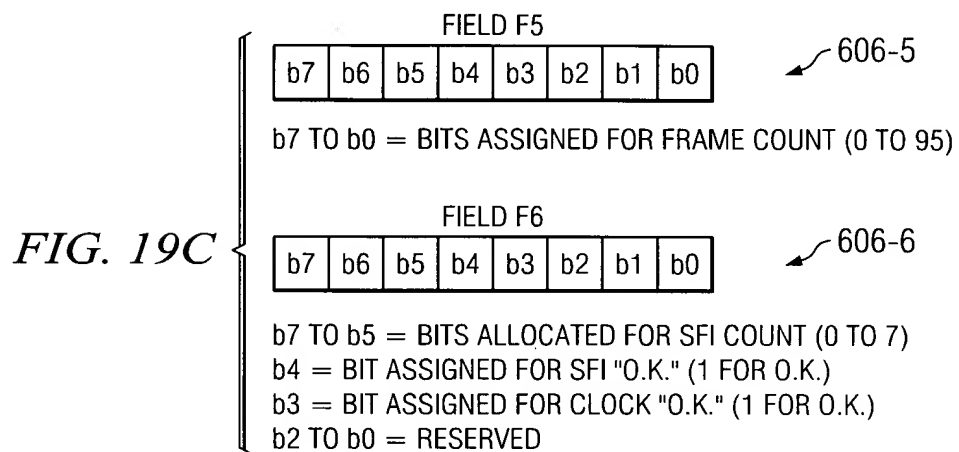 FIELD F5
b7 b6 b5 b4 b3 b2 b1 b0
606-5
b7 TO b0 = BITS ASSIGNED FOR FRAME COUNT (0 TO 95)
FIG. 19C
FIELD F6
b7 b6 b5 b4 b3 b2 b1 b0
606-6
b7 TO b5 = BITS ALLOCATED FOR SFI COUNT (0 TO 7)
b4 = BIT ASSIGNED FOR SFI "O.K." (1 FOR O.K.)
b3 = BIT ASSIGNED FOR CLOCK "O.K." (1 FOR O.K.)
b2 TO b0 = RESERVED